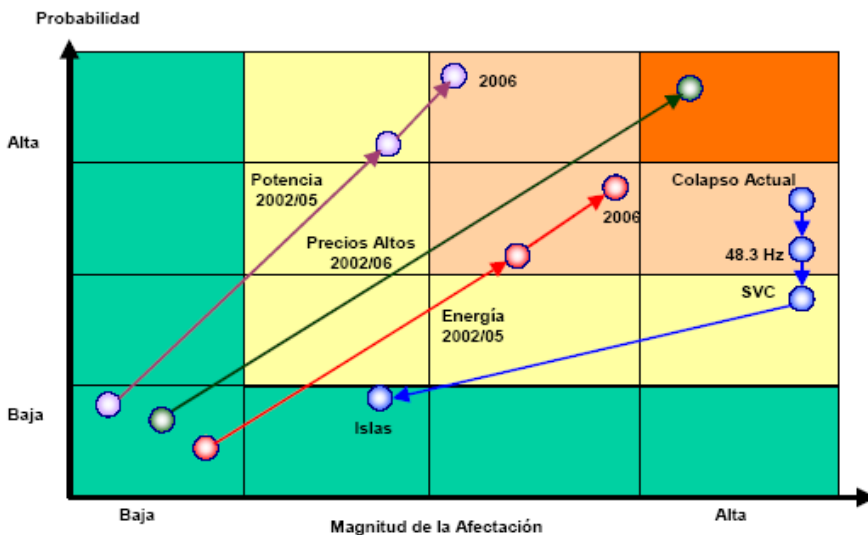 Probabilidad
2006
Alta
Potencia
2002/05
Colapso Actual
2006
Precios Altos
2002/06
48.3 Hz
SVC
Energía
2002/05
Baja
Islas
Baja
Magnitud de la Afectación
Alta